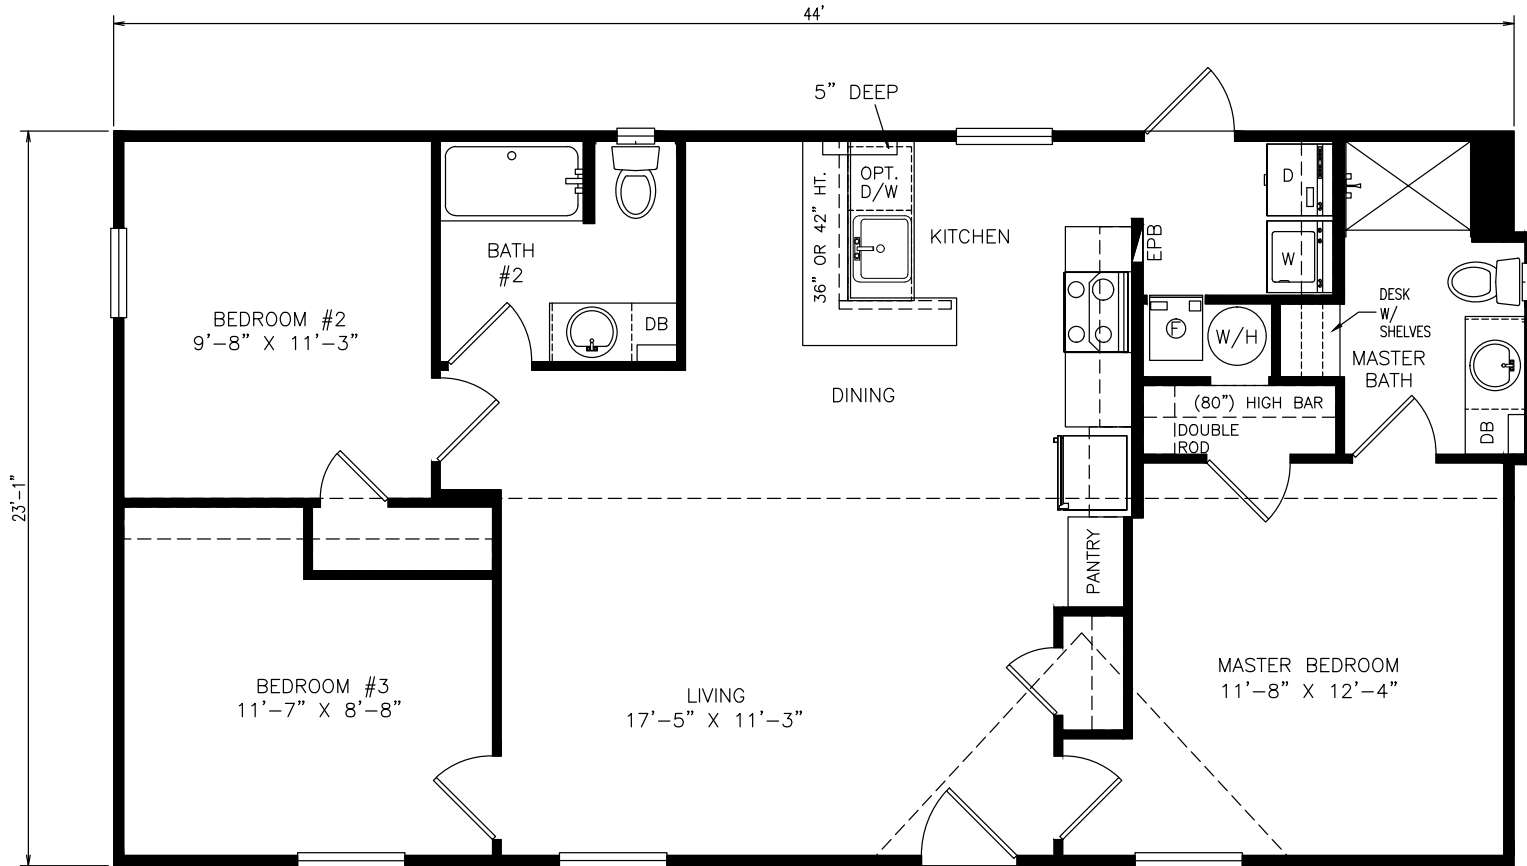 44'
5” DEEP
23'-1"
OPT.
D/W
36” OR 42” HT.
KITCHEN
EPB
D
W
BATH
#2
DB
BEDROOM #2
9'-8” X 11'-3”
DINING
F
W/H
DESK
W/
SHELVES
MASTER
BATH
DB
(80”) HIGH BAR
DOUBLE
ROD
PANTRY
BEDROOM #3
11'-7” X 8'-8”
LIVING
17'-5” X 11'-3”
MASTER BEDROOM
11'-8” X 12'-4”